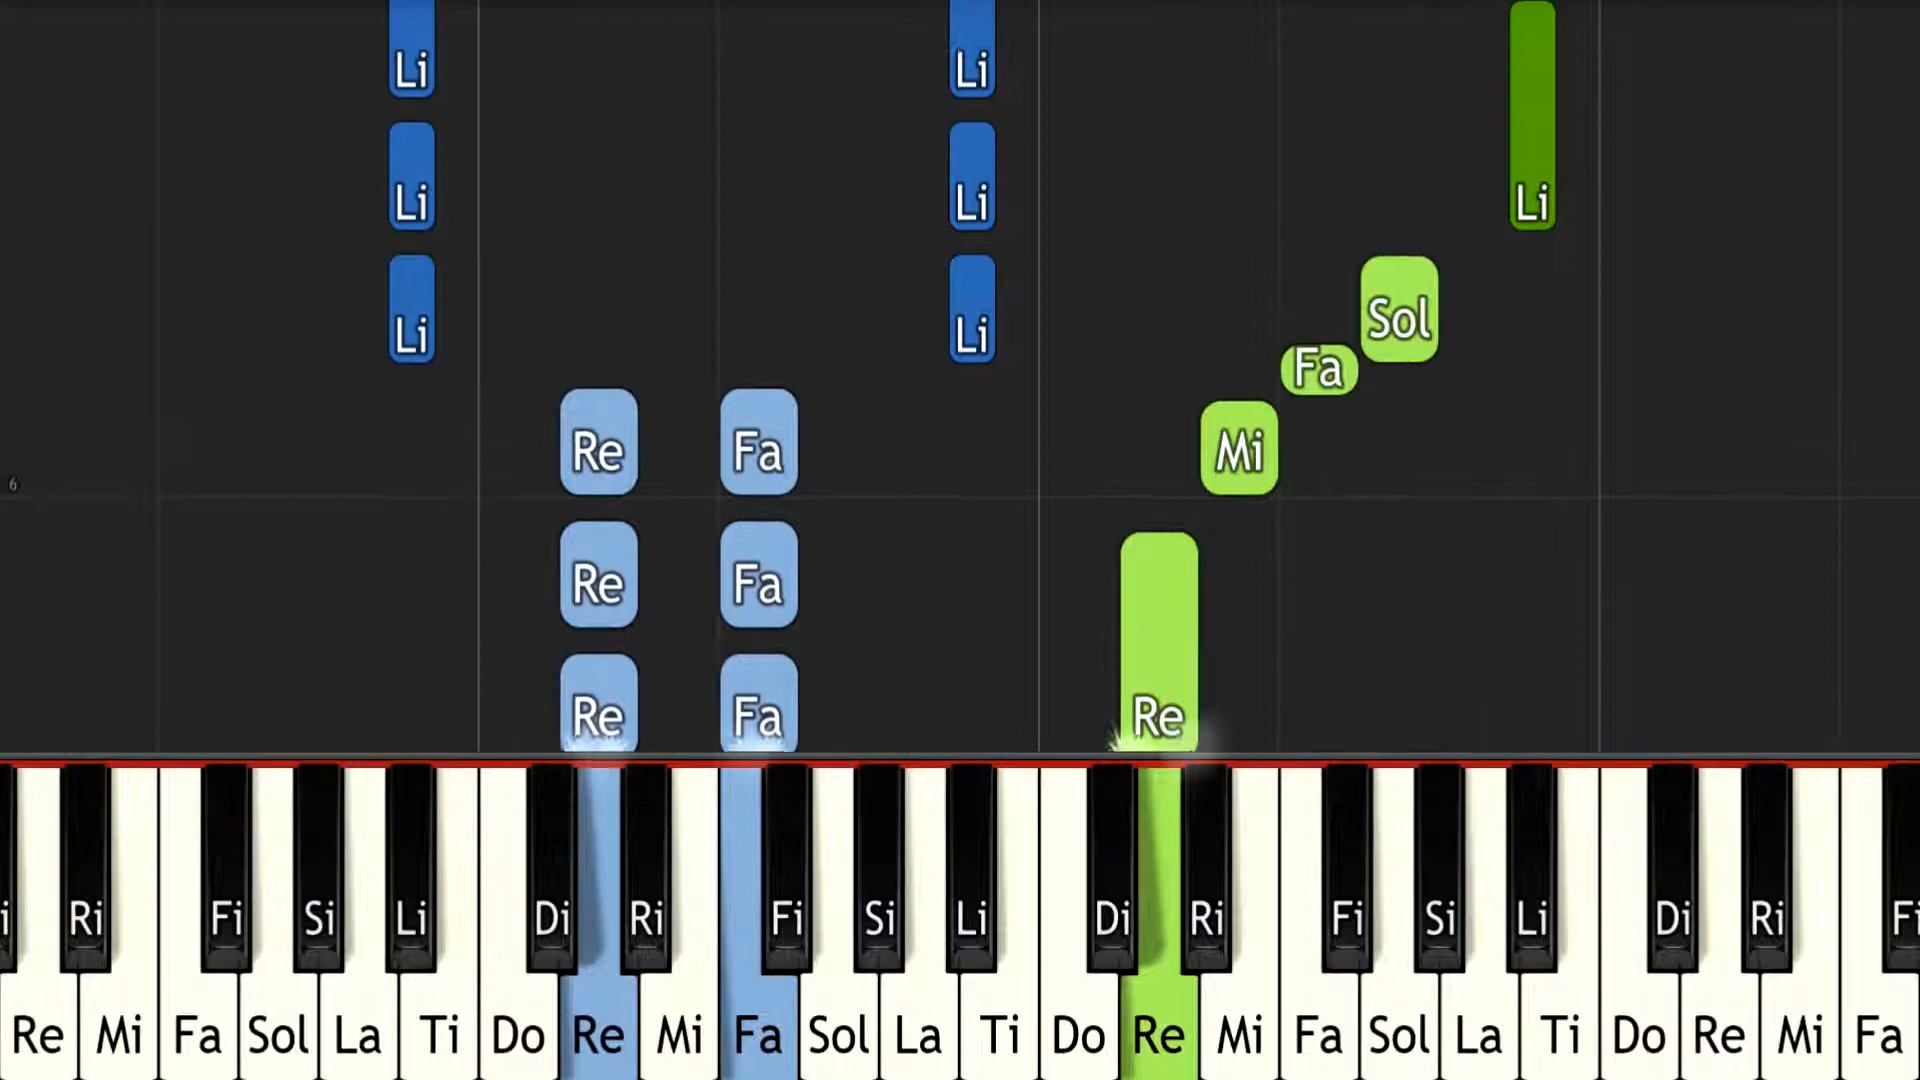 Li Li
Li Li Li
Li Li
Sol
Fa
Re Fa Mi
6
Re Fa
Re Fa Re
i Ri Fi Si Li Di Ri Fi Si Li Di Ri Fi Si Li Di Ri Fi
Re Mi Fa Sol La Ti Do Re Mi Fa Sol La Ti Do Re Mi Fa Sol La Ti Do Re Mi Fa